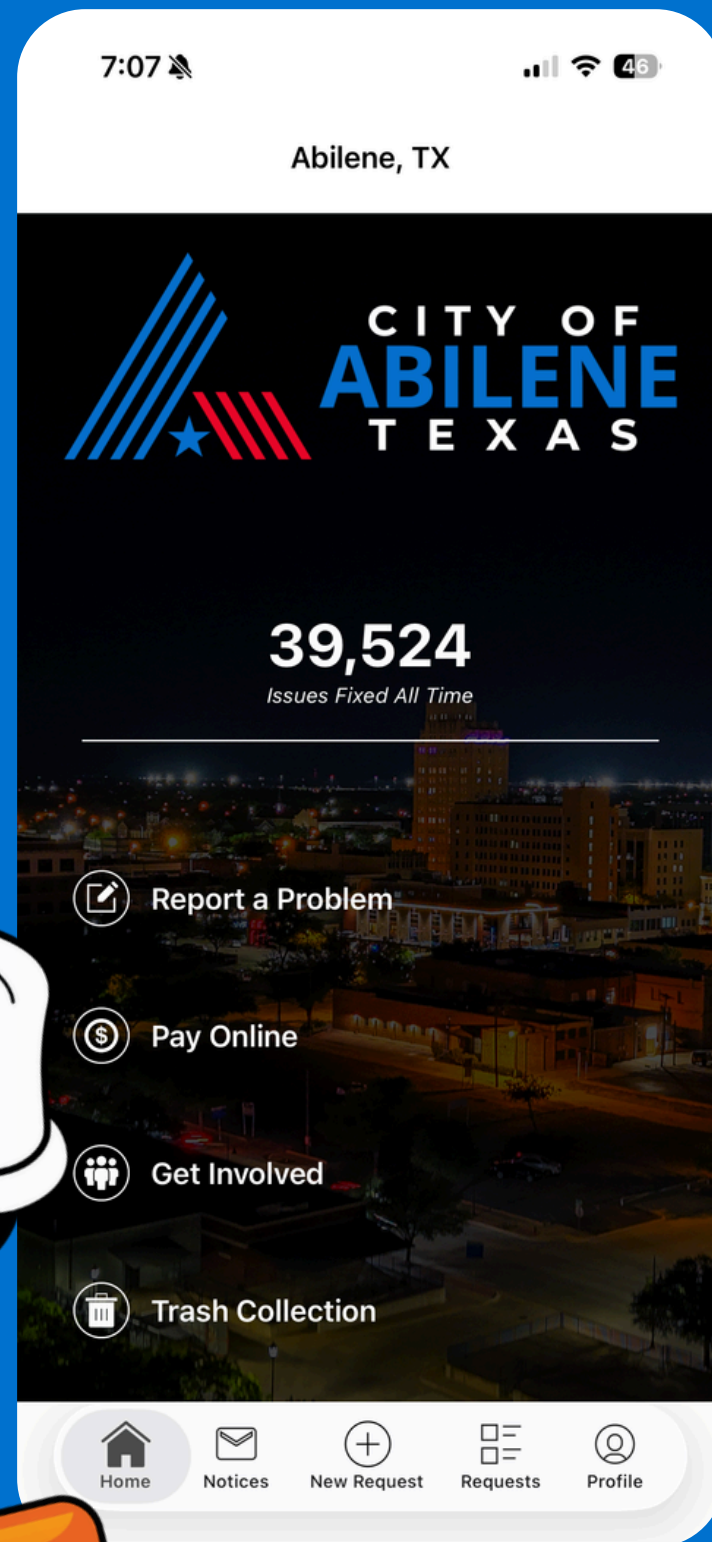 7:07
46
Abilene, TX
CITY OF
ABILENE
TEXAS
39,524
Issues Fixed All Time
Report a Problem
$
Pay Online
Get Involved
Trash Collection
Home
Notices
New Request
Requests
Profile